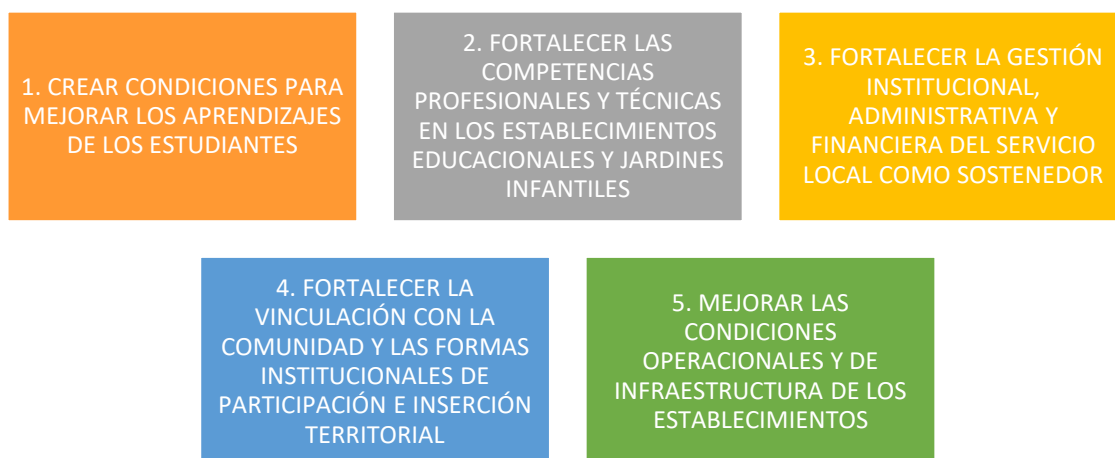 1. CREAR CONDICIONES PARA
MEJORAR LOS APRENDIZAJES
DE LOS ESTUDIANTES
2. FORTALECER LAS
COMPETENCIAS
PROFESIONALES Y TÉCNICAS
EN LOS ESTABLECIMIENTOS
EDUCACIONALES Y JARDINES
INFANTILES
3. FORTALECER LA GESTIÓN
INSTITUCIONAL,
ADMINISTRATIVA Y
FINANCIERA DEL SERVICIO
LOCAL COMO SOSTENEDOR
4. FORTALECER LA
VINCULACIÓN CON LA
COMUNIDAD Y LAS FORMAS
INSTITUCIONALES DE
PARTICIPACIÓN E INSERCIÓN
TERRITORIAL
5. MEJORAR LAS
CONDICIONES
OPERACIONALES Y DE
INFRAESTRUCTURA DE LOS
ESTABLECIMIENTOS